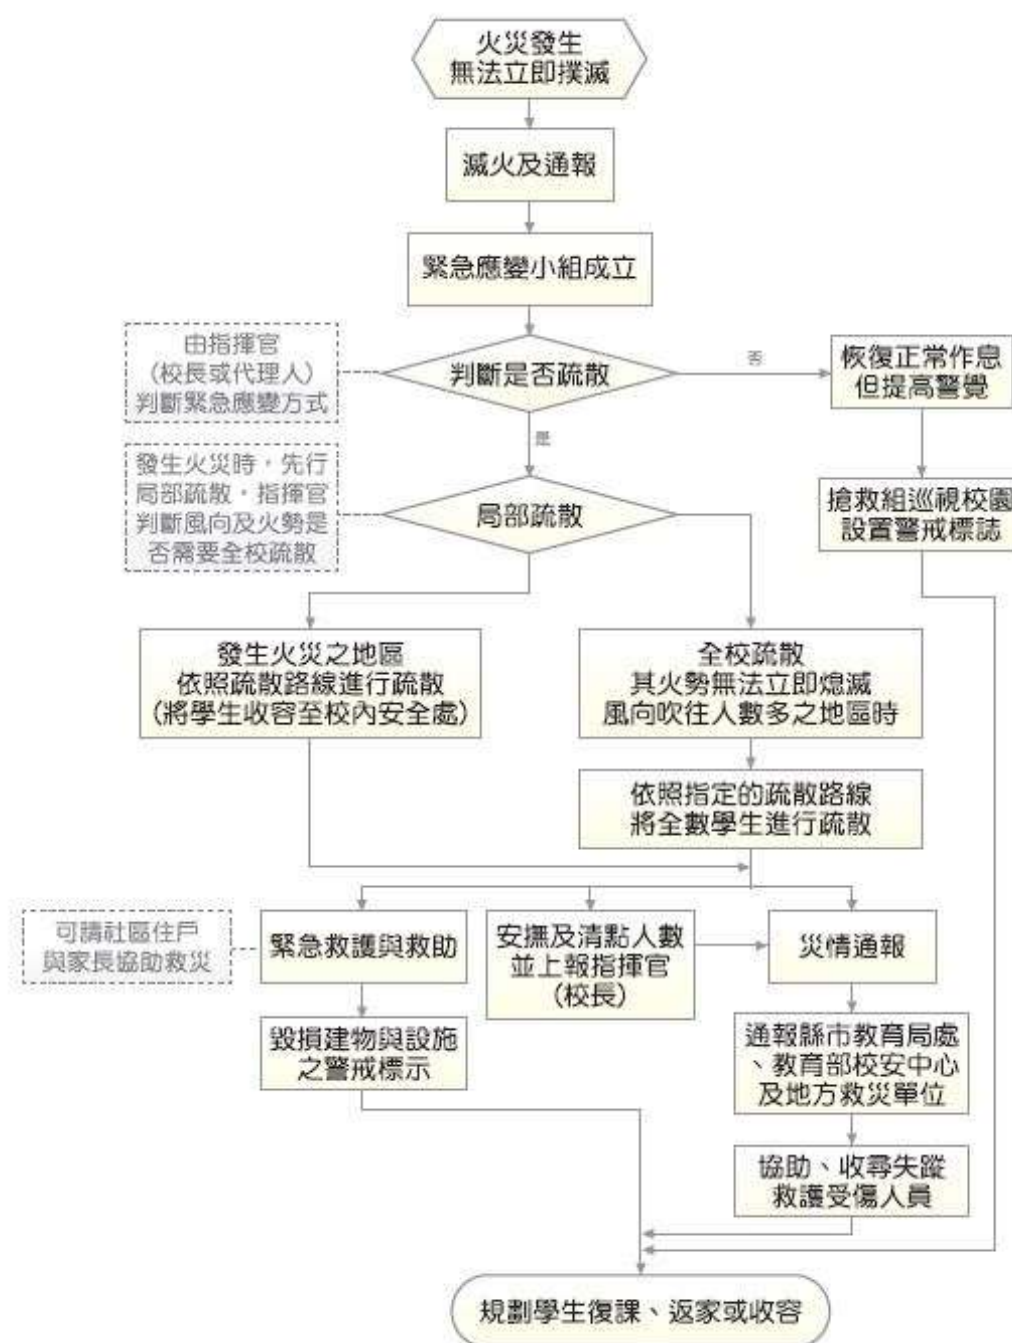 火災發生
無法立即撲滅
滅火及通報
緊急應變小組成立
由指揮官
（校長或代理人）
判斷緊急應變方式
判斷是否疏散
否
恢復正常作息
但提高警覺
是
發生火災時，先行
局部疏散，指揮官
判斷風向及火勢是
否需要全校疏散
局部疏散
搶救組巡視校園
設置警戒標誌
發生火災之地區
依照疏散路線進行疏散
（將學生收容至校內安全處）
全校疏散
其火勢無法立即熄滅
風向吹往人數多之地區時
依照指定的疏散路線
將全數學生進行疏散
可請社區住戶
與家長協助救災
緊急救護與救助
安撫及清點人數
並上報指揮官
（校長）
災情通報
毀損建物與設施
之警戒標示
通報縣市教育局處
、教育部校安中心
及地方救災單位
協助、收尋失蹤
救護受傷人員
規劃學生復課、返家或收容